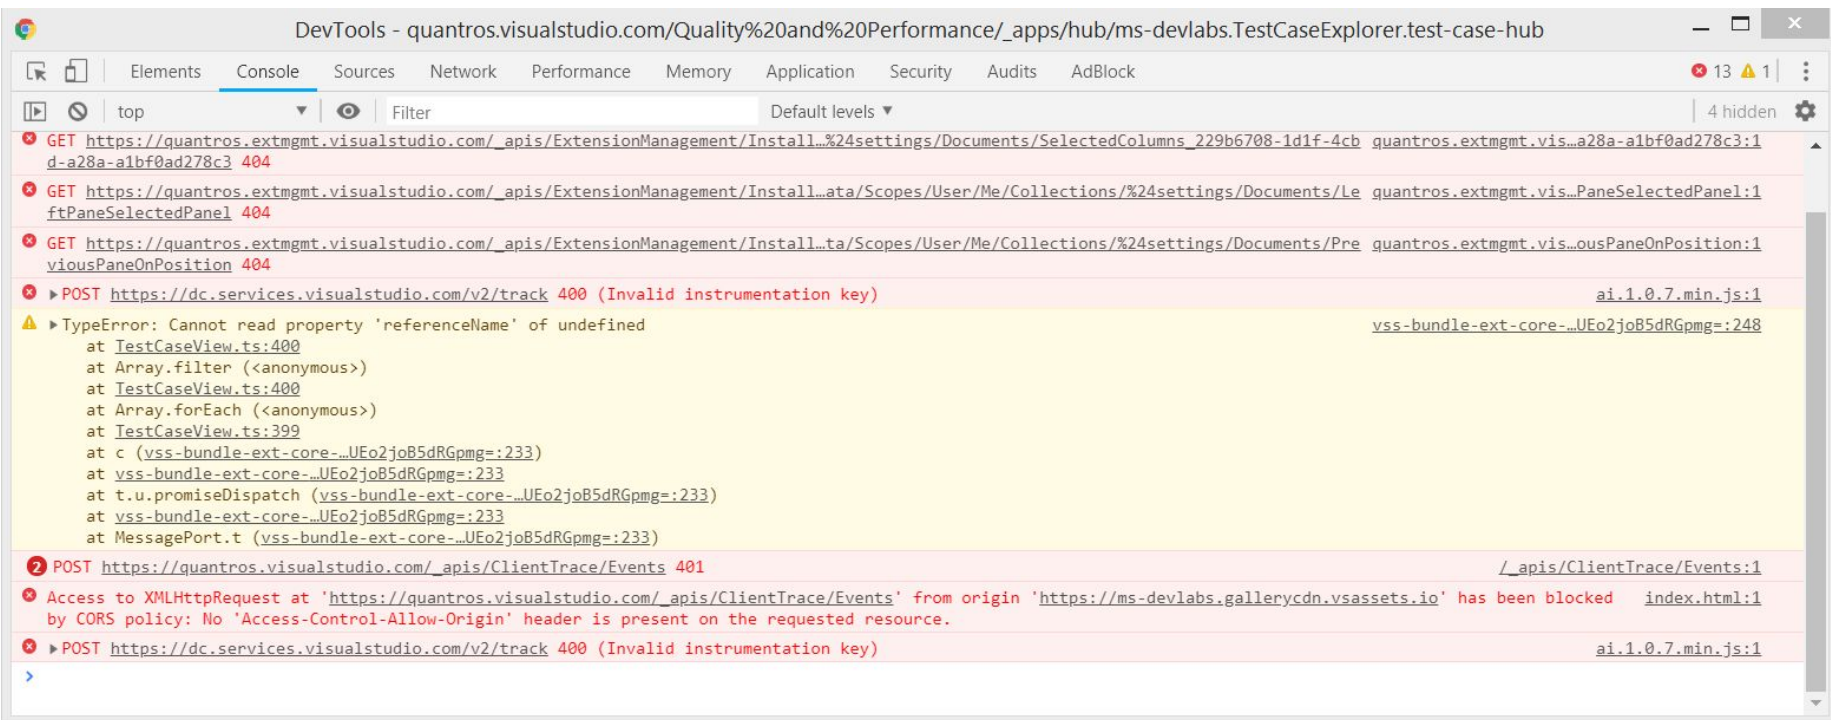 DevTools - quantros.visualstudio.com/Quality%20and%20Performance/_apps/hub/ms-devlabs.TestCaseExplorer.test-case-hub
Elements Console Sources Network Performance Memory Application Security Audits AdBlock 13 1
top Filter Default levels 4 hidden
GET https://quantros.extmgmt.visualstudio.com/_apis/ExtensionManagement/Install…%24settings/Documents/SelectedColumns_229b6708-1d1f-4cb quantros.extmgmt.vis…a28a-a1bf0ad278c3:1
d-a28a-a1bf0ad278c3 404
GET https://quantros.extmgmt.visualstudio.com/_apis/ExtensionManagement/Install…ata/Scopes/User/Me/Collections/%24settings/Documents/Le quantros.extmgmt.vis…PaneSelectedPanel:1
ftPaneSelectedPanel 404
GET https://quantros.extmgmt.visualstudio.com/_apis/ExtensionManagement/Install…ta/Scopes/User/Me/Collections/%24settings/Documents/Pre quantros.extmgmt.vis…ousPaneOnPosition:1
viousPaneOnPosition 404
POST https://dc.services.visualstudio.com/v2/track 400 (Invalid instrumentation key) ai.1.0.7.min.js:1
TypeError: Cannot read property 'referenceName' of undefined vss-bundle-ext-core-…UEo2joB5dRGpmg=:248
at TestCaseView.ts:400
at Array.filter (<anonymous>)
at TestCaseView.ts:400
at Array.forEach (<anonymous>)
at TestCaseView.ts:399
at c (vss-bundle-ext-core-…UEo2joB5dRGpmg=:233)
at vss-bundle-ext-core-…UEo2joB5dRGpmg=:233
at t.u.promiseDispatch (vss-bundle-ext-core-…UEo2joB5dRGpmg=:233)
at vss-bundle-ext-core-…UEo2joB5dRGpmg=:233
at MessagePort.t (vss-bundle-ext-core-…UEo2joB5dRGpmg=:233)
2 POST https://quantros.visualstudio.com/_apis/ClientTrace/Events 401 /_apis/ClientTrace/Events:1
Access to XMLHttpRequest at 'https://quantros.visualstudio.com/_apis/ClientTrace/Events' from origin 'https://ms-devlabs.gallerycdn.vsassets.io' has been blocked index.html:1
by CORS policy: No 'Access-Control-Allow-Origin' header is present on the requested resource.
POST https://dc.services.visualstudio.com/v2/track 400 (Invalid instrumentation key) ai.1.0.7.min.js:1